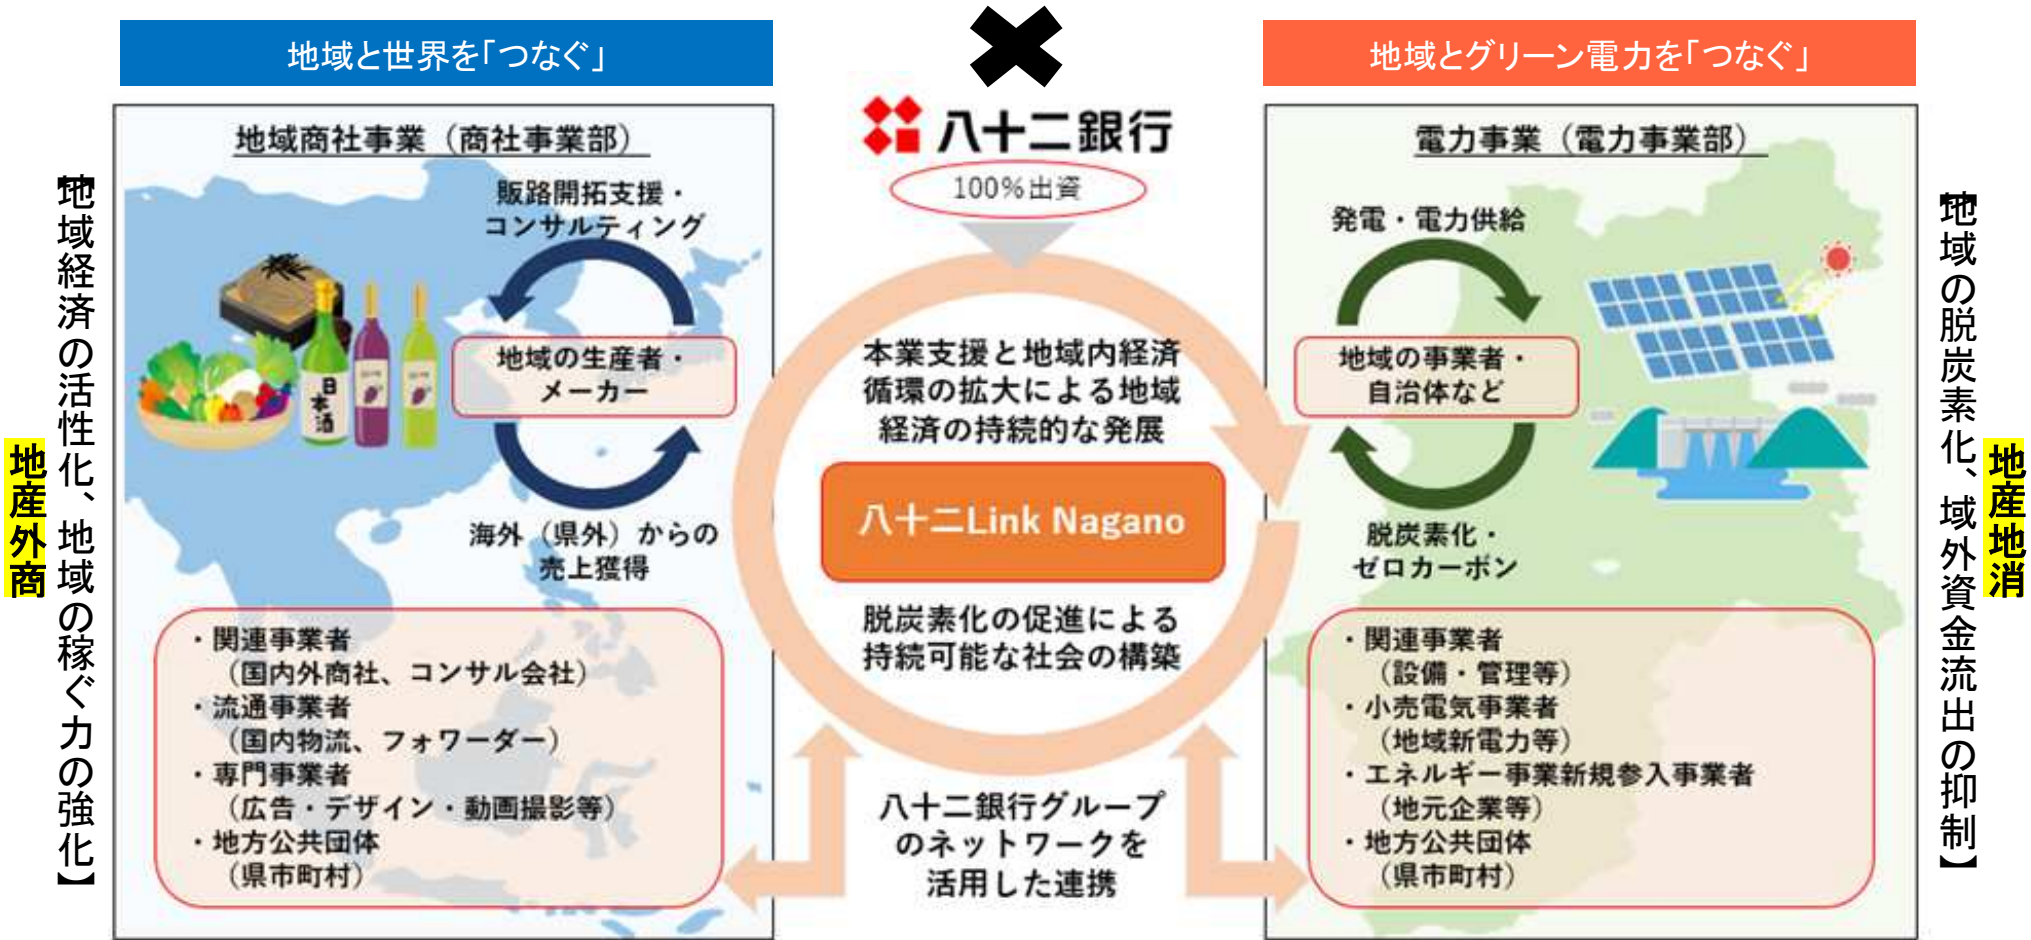 地域と世界を「つなぐ」
地域とグリーン電力を「つなぐ」
【地域経済の活性化、地域の稼ぐ力の強化】
地産外商
地域商社事業（商社事業部）
販路開拓支援・
コンサルティング
日本酒
地域の生産者・
メーカー
海外（県外）からの
売上獲得
・関連事業者
（国内外商社、コンサル会社）
・流通事業者
（国内物流、フォワーダー）
・専門事業者
（広告・デザイン・動画撮影等）
・地方公共団体
（県市町村）
八十二銀行
100%出資
本業支援と地域内経済
循環の拡大による地域
経済の持続的な発展
八十二Link Nagano
脱炭素化の促進による
持続可能な社会の構築
八十二銀行グループ
のネットワークを
活用した連携
電力事業（電力事業部）
発電・電力供給
地域の事業者・
自治体など
脱炭素化・
ゼロカーボン
・関連事業者
（設備・管理等）
・小売電気事業者
（地域新電力等）
・エネルギー事業新規参入事業者
（地元企業等）
・地方公共団体
（県市町村）
【地域の脱炭素化、域外資金流出の抑制】
地産地消